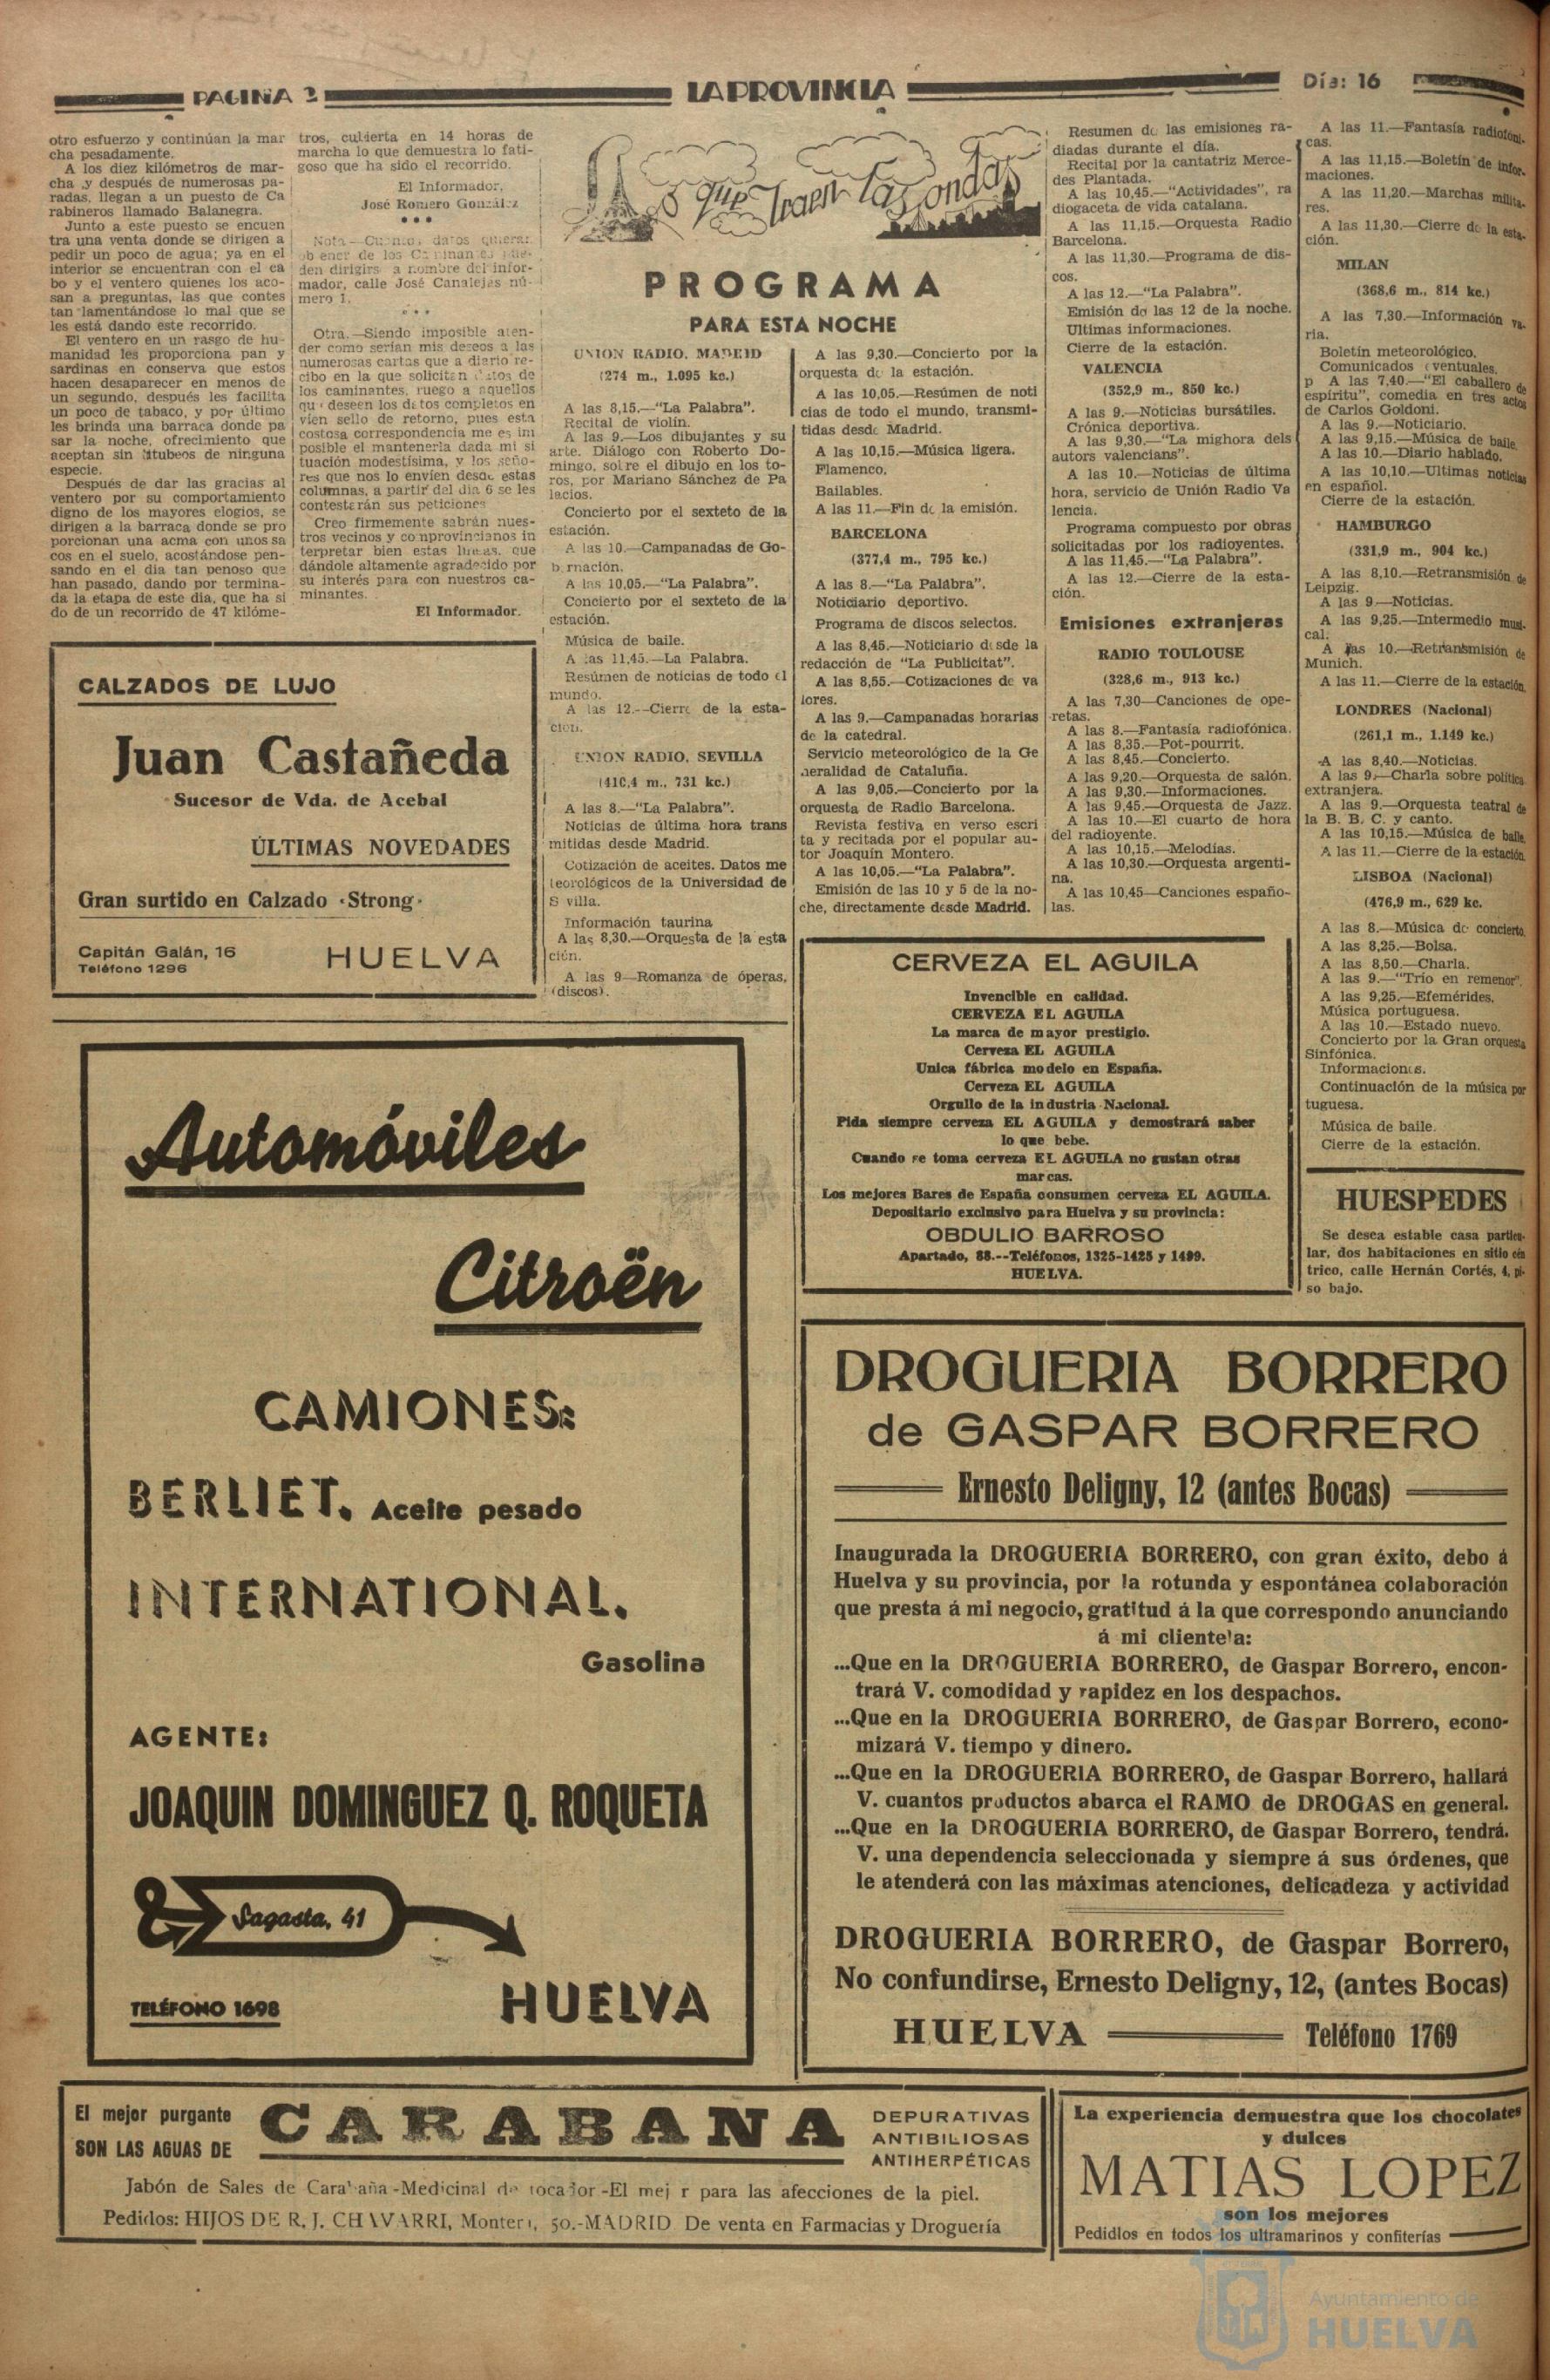 PAGINA 2
LA PROVINCIA
Día: 16
otro esfuerzo y continúan la mar
cha pesadamente.
A los diez kilómetros de mar-
cha y después de numerosas pa-
radas, llegan a un puesto de Ca
rabineros llamado Balanegra.
Junto a este puesto se encuen
tra una venta donde se dirigen a
pedir un poco de agua; ya en el
interior se encuentran con el ca
bo y el ventero quienes los aco-
san a preguntas, las que contes
tan lamentándose lo mal que se
les está dando este recorrido.
El ventero en un rasgo de hu-
manidad les proporciona pan y
sardinas en conserva que estos
hacen desaparecer en menos de
un segundo, después les facilita
un poco de tabaco, y por último
les brinda una barraca donde pa
sar la noche, ofrecimiento que
aceptan sin titubeos de ninguna
especie.
Después de dar las gracias al
ventero por su comportamiento
digno de los mayores elogios, se
dirigen a la barraca donde se pro
porcionan una acma con unos sa
cos en el suelo, acostándose pen-
sando en el día tan penoso que
han pasado, dando por termina-
da la etapa de este dia, que ha si
do de un recorrido de 47 kilóme-
tros, cubierta en 14 horas de
marcha lo que demuestra lo fati-
goso que ha sido el recorrido.
El Informador,
José Romero González
* * *
Nota.—Cuantos datos quieran
obtener de los Caminantes pue-
den dirigirse a nombre del infor-
mador, calle José Canalejas nú-
mero 1.
* * *
Otra.—Siendo imposible aten-
der como serían mis deseos a las
numerosas cartas que a diario re-
cibo en la que solicitan datos de
los caminantes, ruego a aquellos
que deseen los datos completos en
víen sello de retorno, pues esta
costosa correspondencia me es im
posible el mantenerla dada mi si
tuación modestísima, y los seño-
res que nos lo envíen desde estas
columnas, a partir del día 6 se les
contestarán sus peticiones
Creo firmemente sabrán nues-
tros vecinos y comprovincianos in
terpretar bien estas líneas, que
dándole altamente agradecido por
su interés para con nuestros ca-
minantes.
El Informador.
CALZADOS DE LUJO
Juan Castañeda
Sucesor de Vda. de Acebal
ÚLTIMAS NOVEDADES
Gran surtido en Calzado «Strong»
Capitán Galán, 16
Teléfono 1296
HUELVA
Lo que traen las ondas
PROGRAMA
PARA ESTA NOCHE
UNION RADIO, MADRID
(274 m., 1.095 kc.)
A las 8,15.—"La Palabra".
Recital de violín.
A las 9.—Los dibujantes y su
arte. Diálogo con Roberto Do-
mingo, sobre el dibujo en los to-
ros, por Mariano Sánchez de Pa
lacios.
Concierto por el sexteto de la
estación.
A las 10.—Campanadas de Go-
bernación.
A las 10,05.—"La Palabra".
Concierto por el sexteto de la
estación.
Música de baile.
A las 11,45.—La Palabra.
Resúmen de noticias de todo el
mundo.
A las 12.--Cierre de la esta-
ción.
UNION RADIO, SEVILLA
(410,4 m., 731 kc.)
A las 8.—"La Palabra".
Noticias de última hora trans
mitidas desde Madrid.
Cotización de aceites. Datos me
teorológicos de la Universidad de
Sevilla.
Información taurina
A las 8,30.—Orquesta de la esta
ción.
A las 9—Romanza de óperas,
(discos).
A las 9,30.—Concierto por la
orquesta de la estación.
A las 10,05.—Resúmen de noti
cias de todo el mundo, transmi-
tidas desde Madrid.
A las 10,15.—Música ligera.
Flamenco.
Bailables.
A las 11.—Fin de la emisión.
BARCELONA
(377,4 m., 795 kc.)
A las 8.—"La Palabra".
Noticiario deportivo.
Programa de discos selectos.
A las 8,45.—Noticiario desde la
redacción de "La Publicitat".
A las 8,55.—Cotizaciones de va
lores.
A las 9.—Campanadas horarias
de la catedral.
Servicio meteorológico de la Ge
neralidad de Cataluña.
A las 9,05.—Concierto por la
orquesta de Radio Barcelona.
Revista festiva en verso escri
ta y recitada por el popular au-
tor Joaquín Montero.
A las 10,05.—"La Palabra".
Emisión de las 10 y 5 de la no-
che, directamente desde Madrid.
Resumen de las emisiones ra-
diadas durante el día.
Recital por la cantatriz Merce-
des Plantada.
A las 10,45.—"Actividades", ra
diogaceta de vida catalana.
A las 11,15.—Orquesta Radio
Barcelona.
A las 11,30.—Programa de dis-
cos.
A las 12.—"La Palabra".
Emisión de las 12 de la noche.
Ultimas informaciones.
Cierre de la estación.
VALENCIA
(352,9 m., 850 kc.)
A las 9.—Noticias bursátiles.
Crónica deportiva.
A las 9,30.—"La mighora dels
autors valencians".
A las 10.—Noticias de última
hora, servicio de Unión Radio Va
lencia.
Programa compuesto por obras
solicitadas por los radioyentes.
A las 11,45.—"La Palabra".
A las 12.—Cierre de la esta-
ción.
Emisiones extranjeras
RADIO TOULOUSE
(328,6 m., 913 kc.)
A las 7,30—Canciones de ope-
retas.
A las 8.—Fantasía radiofónica.
A las 8,35.—Pot-pourrit.
A las 8,45.—Concierto.
A las 9,20.—Orquesta de salón.
A las 9,30.—Informaciones.
A las 9,45.—Orquesta de Jazz.
A las 10.—El cuarto de hora
del radioyente.
A las 10,15.—Melodías.
A las 10,30.—Orquesta argenti-
na.
A las 10,45—Canciones españo-
las.
A las 11.—Fantasía radiofóni-
cas.
A las 11,15.—Boletín de infor-
maciones.
A las 11,20.—Marchas milita-
res.
A las 11,30.—Cierre de la esta-
ción.
MILAN
(368,6 m., 814 kc.)
A las 7,30.—Información va-
ria.
Boletín meteorológico.
Comunicados eventuales.
p A las 7,40.—"El caballero de
espíritu", comedia en tres actos
de Carlos Goldoni.
A las 9.—Noticiario.
A las 9,15.—Música de baile.
A las 10.—Diario hablado.
A las 10,10.—Ultimas noticias
en español.
Cierre de la estación.
HAMBURGO
(331,9 m., 904 kc.)
A las 8,10.—Retransmisión de
Leipzig.
A las 9.—Noticias.
A las 9,25.—Intermedio musi-
cal.
A las 10.—Retransmisión de
Munich.
A las 11.—Cierre de la estación.
LONDRES (Nacional)
(261,1 m., 1.149 kc.)
A las 8,40.—Noticias.
A las 9.—Charla sobre política
extranjera.
A las 9.—Orquesta teatral de
la B. B. C. y canto.
A las 10,15.—Música de baile.
A las 11.—Cierre de la estación.
LISBOA (Nacional)
(476,9 m., 629 kc.
A las 8.—Música de concierto.
A las 8,25.—Bolsa.
A las 8,50.—Charla.
A las 9.—"Trío en remenor".
A las 9,25.—Efemérides.
Música portuguesa.
A las 10.—Estado nuevo.
Concierto por la Gran orquesta
Sinfónica.
Informaciones.
Continuación de la música por
tuguesa.
Música de baile.
Cierre de la estación.
HUESPEDES
Se desea estable casa particu-
lar, dos habitaciones en sitio cén
trico, calle Hernán Cortés, 4, pi-
so bajo.
CERVEZA EL AGUILA
Invencible en calidad.
CERVEZA EL AGUILA
La marca de mayor prestigio.
Cerveza EL AGUILA
Unica fábrica modelo en España.
Cerveza EL AGUILA
Orgullo de la industria Nacional.
Pida siempre cerveza EL AGUILA y demostrará saber
lo que bebe.
Cuando se toma cerveza EL AGUILA no gustan otras
marcas.
Los mejores Bares de España consumen cerveza EL AGUILA.
Depositario exclusivo para Huelva y su provincia:
OBDULIO BARROSO
Apartado, 88.--Teléfonos, 1325-1425 y 1499.
HUELVA.
Automóviles
Citroën
CAMIONES:
BERLIET. Aceite pesado
INTERNATIONAL.
Gasolina
AGENTE:
JOAQUIN DOMINGUEZ Q. ROQUETA
Sagasta, 41
TELÉFONO 1698
HUELVA
DROGUERIA BORRERO
de GASPAR BORRERO
Ernesto Deligny, 12 (antes Bocas)
Inaugurada la DROGUERIA BORRERO, con gran éxito, debo á
Huelva y su provincia, por la rotunda y espontánea colaboración
que presta á mi negocio, gratitud á la que correspondo anunciando
á mi clientela:
...Que en la DROGUERIA BORRERO, de Gaspar Borrero, encon-
trará V. comodidad y rapidez en los despachos.
...Que en la DROGUERIA BORRERO, de Gaspar Borrero, econo-
mizará V. tiempo y dinero.
...Que en la DROGUERIA BORRERO, de Gaspar Borrero, hallará
V. cuantos productos abarca el RAMO de DROGAS en general.
...Que en la DROGUERIA BORRERO, de Gaspar Borrero, tendrá.
V. una dependencia seleccionada y siempre á sus órdenes, que
le atenderá con las máximas atenciones, delicadeza y actividad
DROGUERIA BORRERO, de Gaspar Borrero,
No confundirse, Ernesto Deligny, 12, (antes Bocas)
HUELVA
Teléfono 1769
El mejor purgante
SON LAS AGUAS DE
CARABANA
DEPURATIVAS
ANTIBILIOSAS
ANTIHERPÉTICAS
Jabón de Sales de Carabaña-Medicinal de tocador-El mejor para las afecciones de la piel.
Pedidos: HIJOS DE R. J. CHAVARRI, Montera, 50.-MADRID De venta en Farmacias y Droguería
La experiencia demuestra que los chocolates
y dulces
MATIAS LOPEZ
son los mejores
Pedidlos en todos los ultramarinos y confiterías
Ayuntamiento de
HUELVA